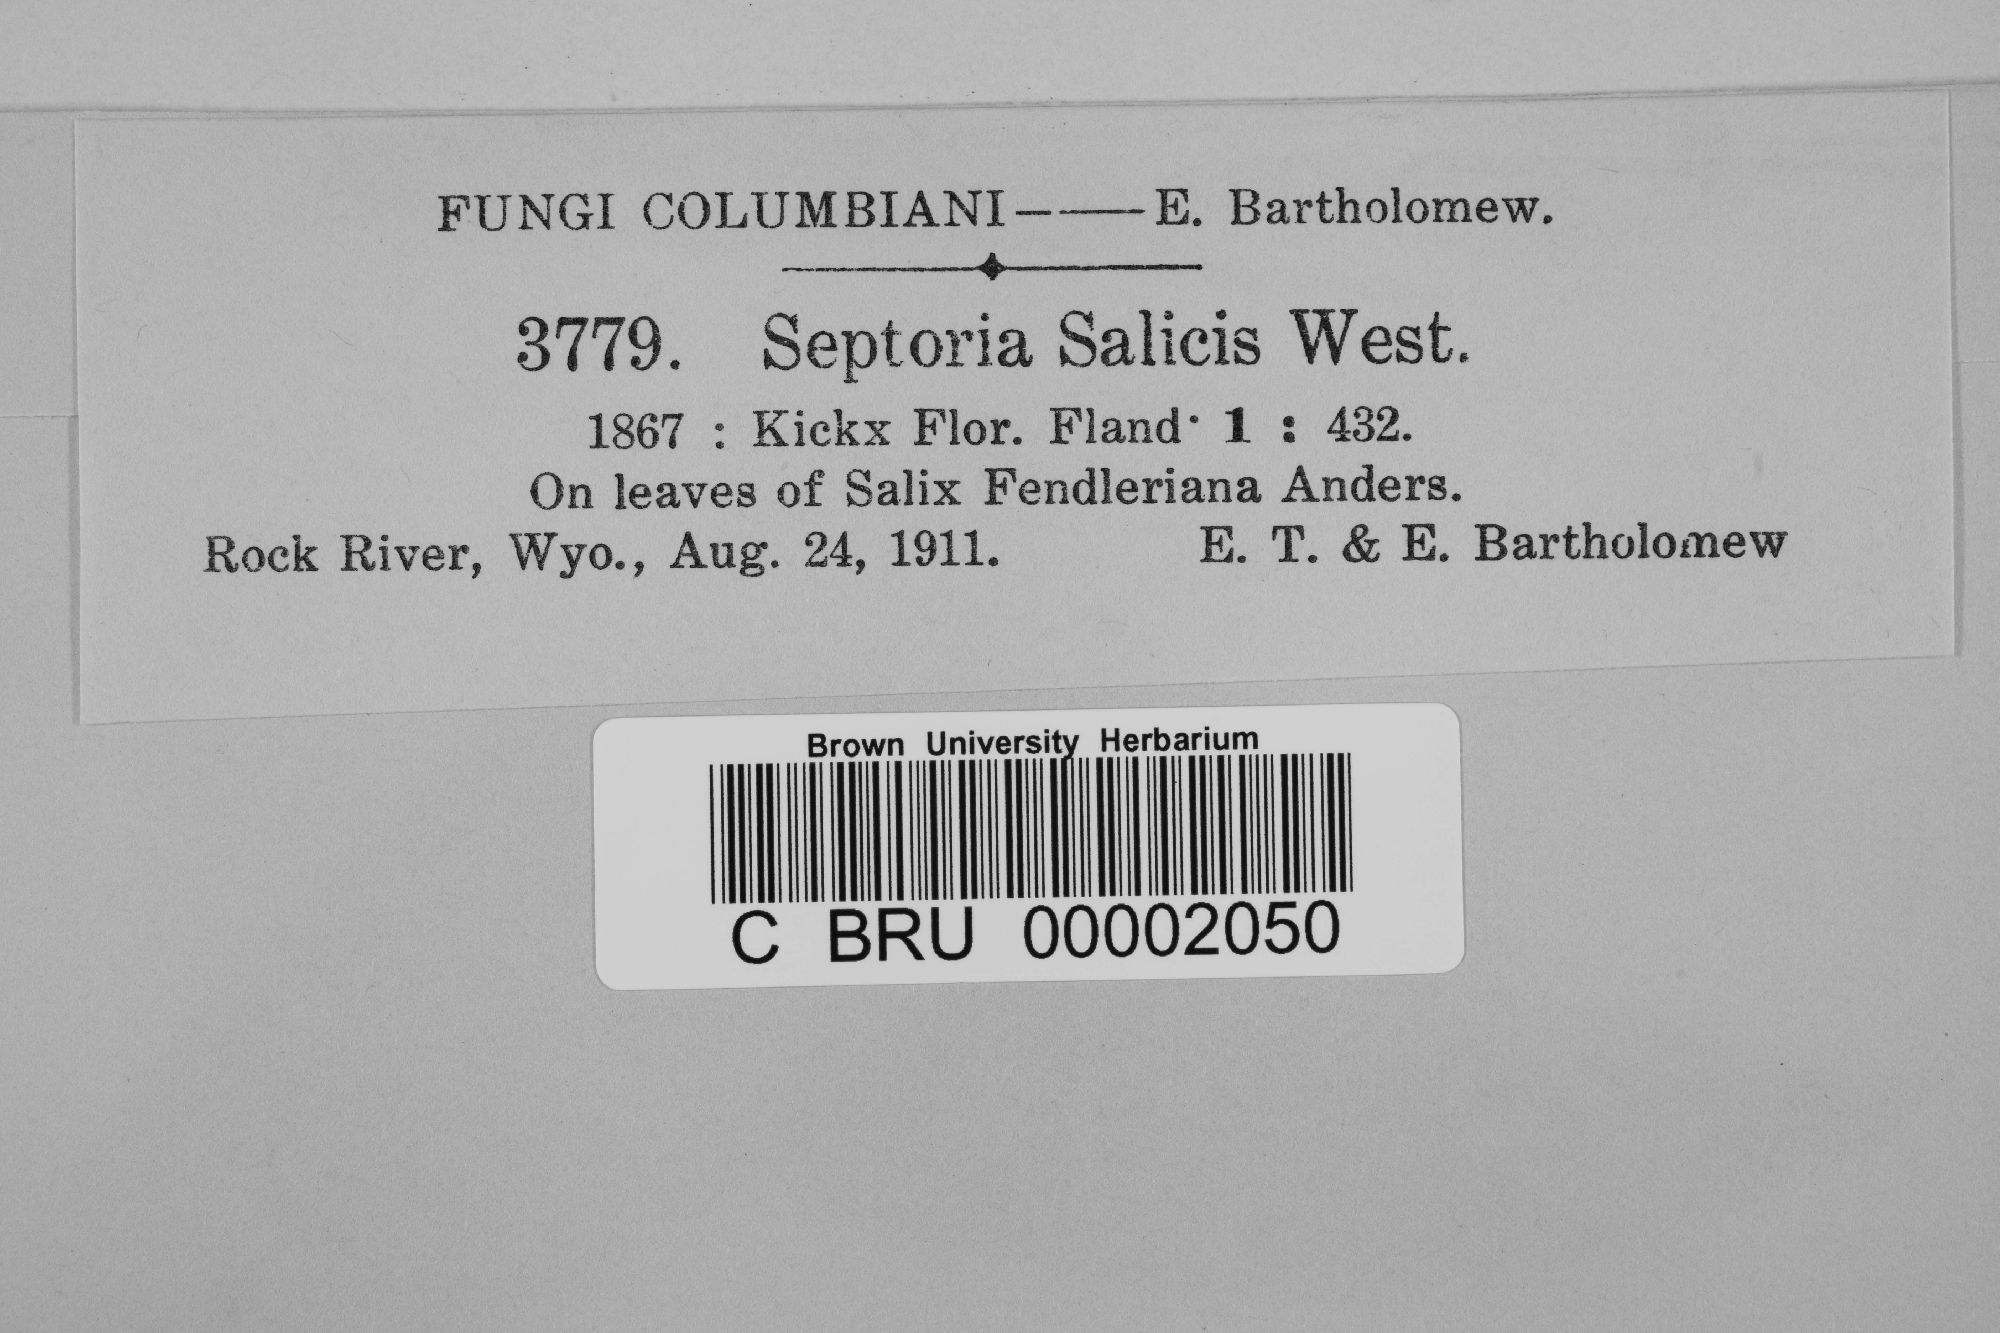 FUNGI COLUMBIANI-——E. Bartholomew.
3779. Septoria Salicis West.
1867 : Kickx Flor. Fland· 1 : 432.
On leaves of Salix Fendleriana Anders.
Rock River, Wyo., Aug. 24, 1911. E. T. & E. Bartholomew
Brown University Herbarium
C BRU 00002050